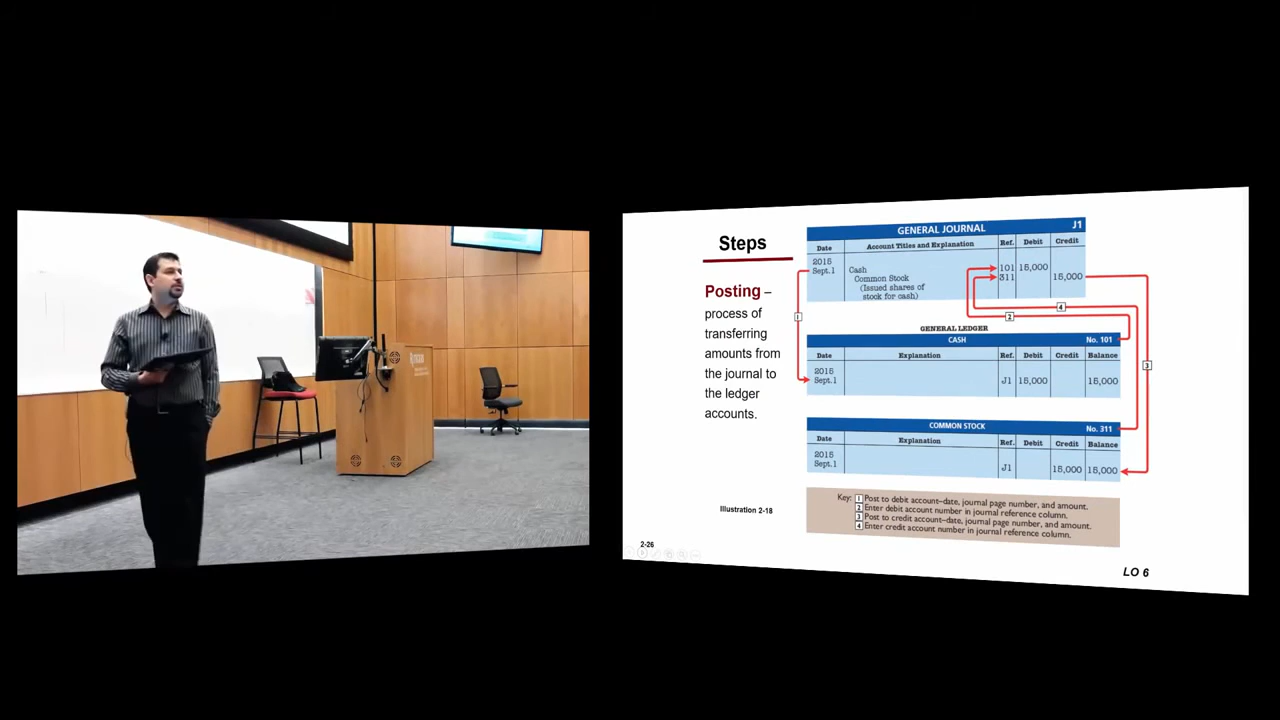 Steps
Posting –
process of
transferring
amounts from
the journal to
the ledger
accounts.
Illustration 2-18
2-26
GENERAL JOURNAL J1
Date Account Titles and Explanation Ref. Debit Credit
2015
Sept.1 Cash 101 15,000
Common Stock 311 15,000
(Issued shares of
stock for cash)
1
4
2
3
GENERAL LEDGER
CASH No. 101
Date Explanation Ref. Debit Credit Balance
2015
Sept.1 J1 15,000 15,000
COMMON STOCK No. 311
Date Explanation Ref. Debit Credit Balance
2015
Sept.1 J1 15,000 15,000
Key: 1 Post to debit account–date, journal page number, and amount.
2 Enter debit account number in journal reference column.
3 Post to credit account–date, journal page number, and amount.
4 Enter credit account number in journal reference column.
LO 6